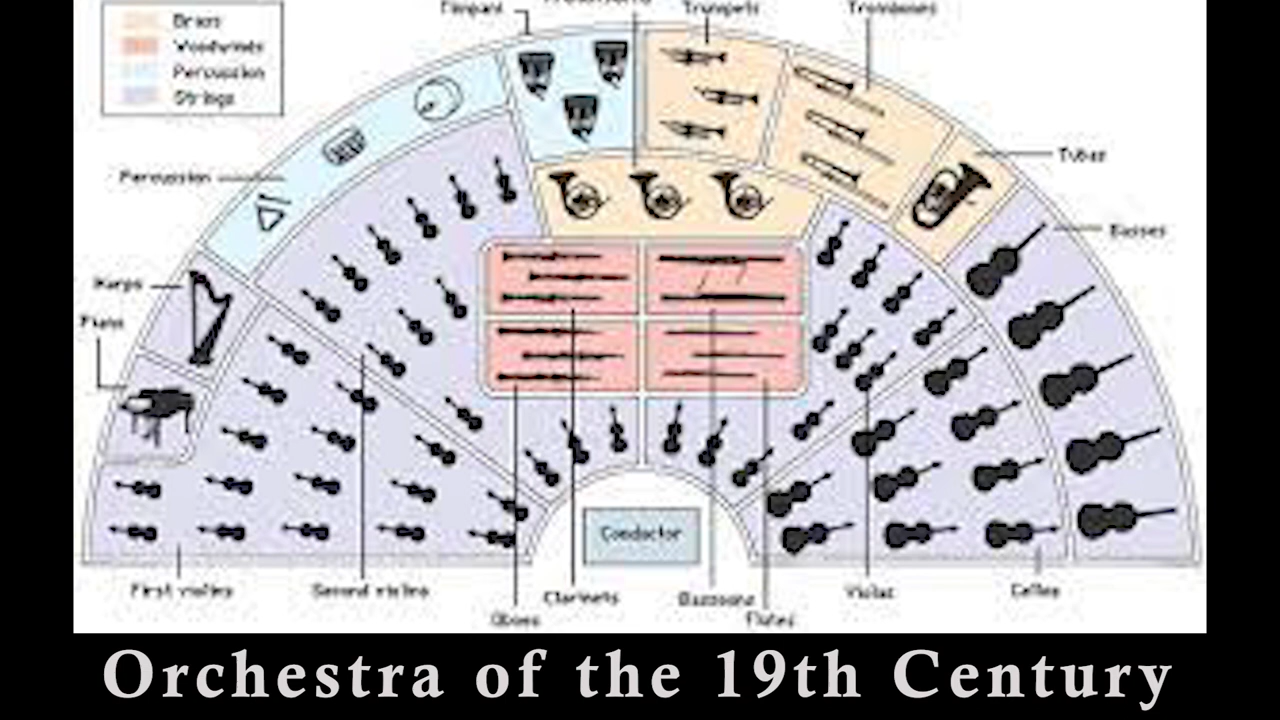 Timpani
Trumpets
Trombones
Brass
Woodwinds
Percussion
Strings
Tubas
Percussion
Basses
Harps
Piano
Conductor
First violins
Second violins
Clarinets
Bassoons
Violas
Cellos
Oboes
Flutes
Orchestra of the 19th Century